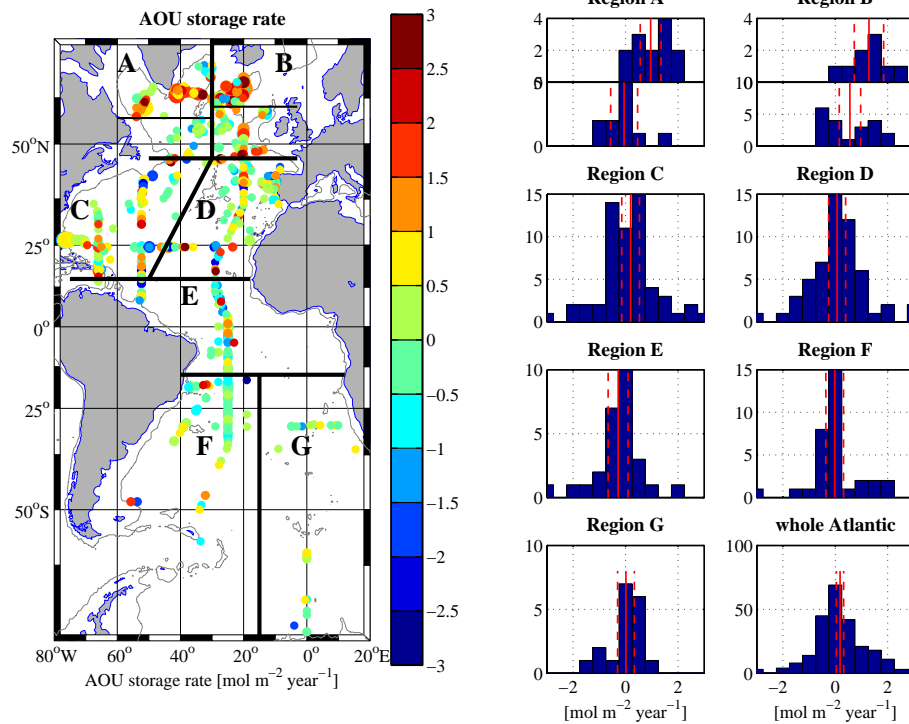 AOU storage rate
A
B
C
D
E
F
G
50°N
25°N
0°
25°
50°S
80°W
60°
40°
20°
0°
20°E
AOU storage rate [mol m−2 year−1]
3
2.5
2
1.5
1
0.5
0
−0.5
−1
−1.5
−2
−2.5
−3
Region A
4
2
0
Region B
4
2
10
5
0
Region C
15
10
5
0
Region D
15
10
5
0
Region E
10
5
0
Region F
15
10
5
0
Region G
10
5
0
−2 0 2
[mol m−2 year−1]
whole Atlantic
100
50
0
−2 0 2
[mol m−2 year−1]